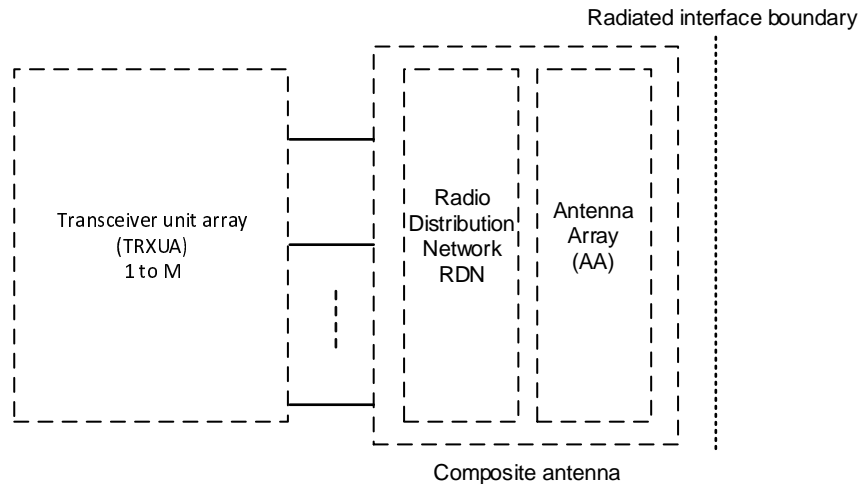 Radiated interface boundary
Transceiver unit array
(TRXUA)
1 to M
Radio
Distribution
Network
RDN
Antenna
Array
(AA)
Composite antenna